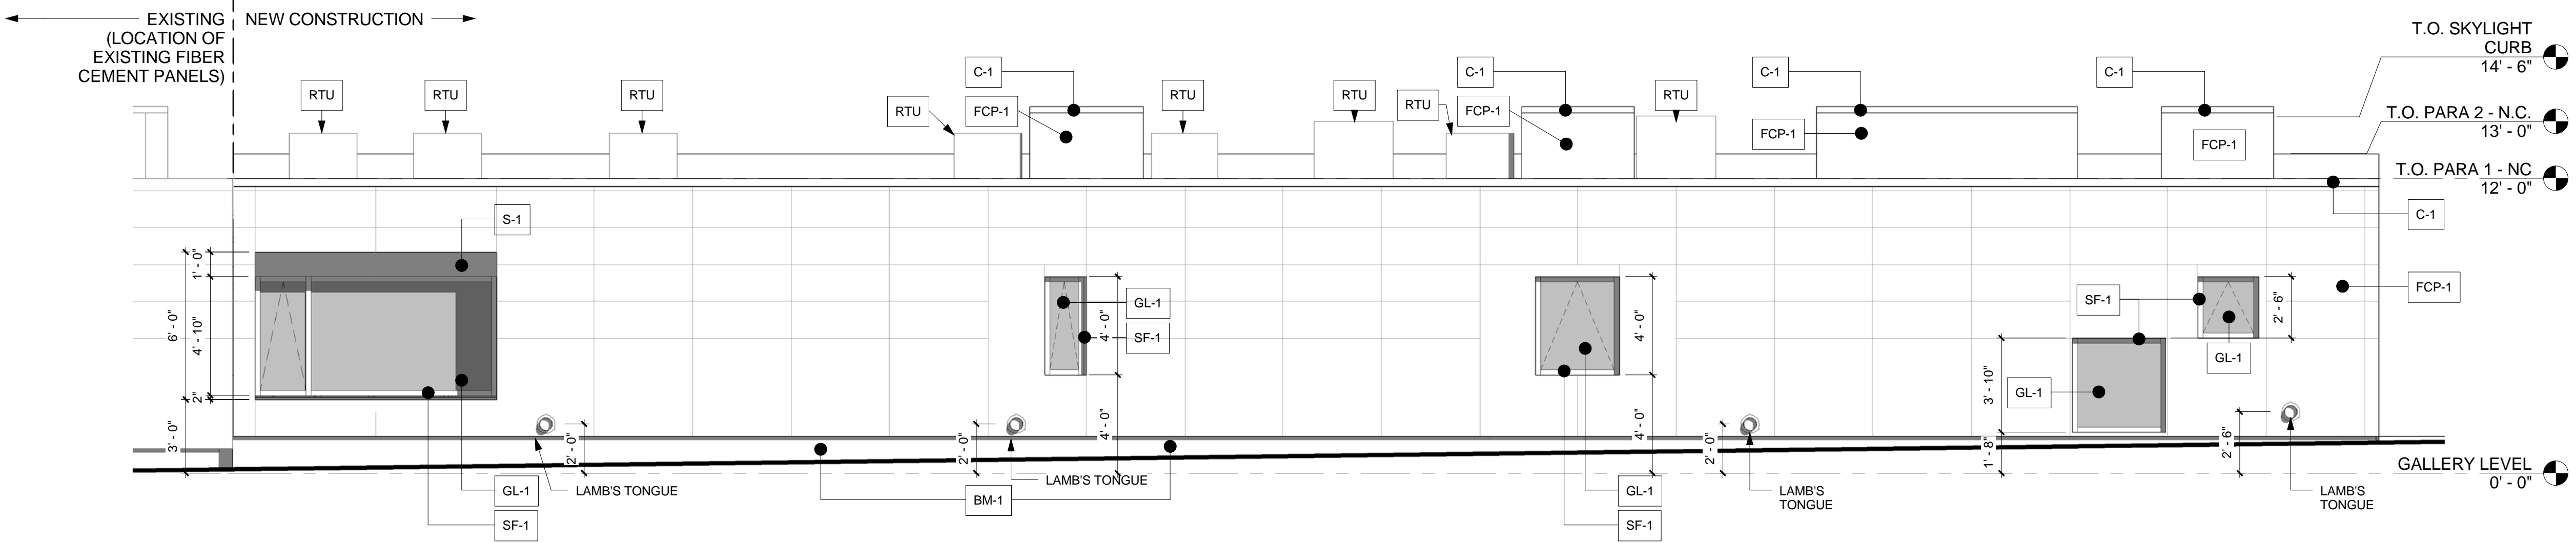 EXISTING
(LOCATION OF
EXISTING FIBER
CEMENT PANELS)
NEW CONSTRUCTION
RTU
RTU
RTU
RTU
C-1
FCP-1
RTU
RTU
RTU
C-1
FCP-1
RTU
C-1
FCP-1
C-1
FCP-1
T.O. SKYLIGHT
CURB
14' - 6"
T.O. PARA 2 - N.C.
13' - 0"
T.O. PARA 1 - NC
12' - 0"
C-1
FCP-1
S-1
1' - 0"
6' - 0"
4' - 10"
2"
3' - 0"
GL-1
SF-1
4' - 0"
4' - 0"
4' - 0"
4' - 0"
SF-1
2' - 6"
GL-1
3' - 10"
GL-1
1' - 8"
2' - 6"
2' - 0"
2' - 0"
2' - 0"
GL-1
SF-1
LAMB'S TONGUE
BM-1
LAMB'S TONGUE
GL-1
SF-1
LAMB'S
TONGUE
LAMB'S
TONGUE
GALLERY LEVEL
0' - 0"